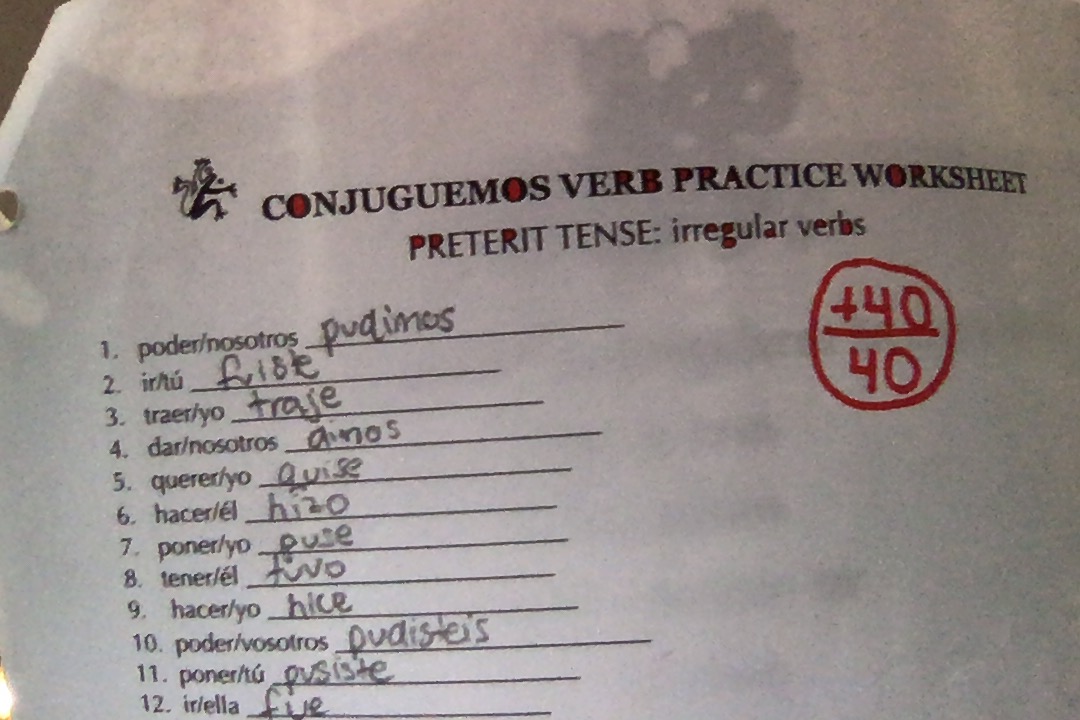 CONJUGUEMOS VERB PRACTICE WORKSHEET
PRETERIT TENSE: irregular verbs
+40
40
1. poder/nosotros pudimos
2. ir/tú fuiste
3. traer/yo traje
4. dar/nosotros dimos
5. querer/yo quise
6. hacer/él hizo
7. poner/yo puse
8. tener/él tuvo
9. hacer/yo hice
10. poder/vosotros pudisteis
11. poner/tú pusiste
12. ir/ella fue